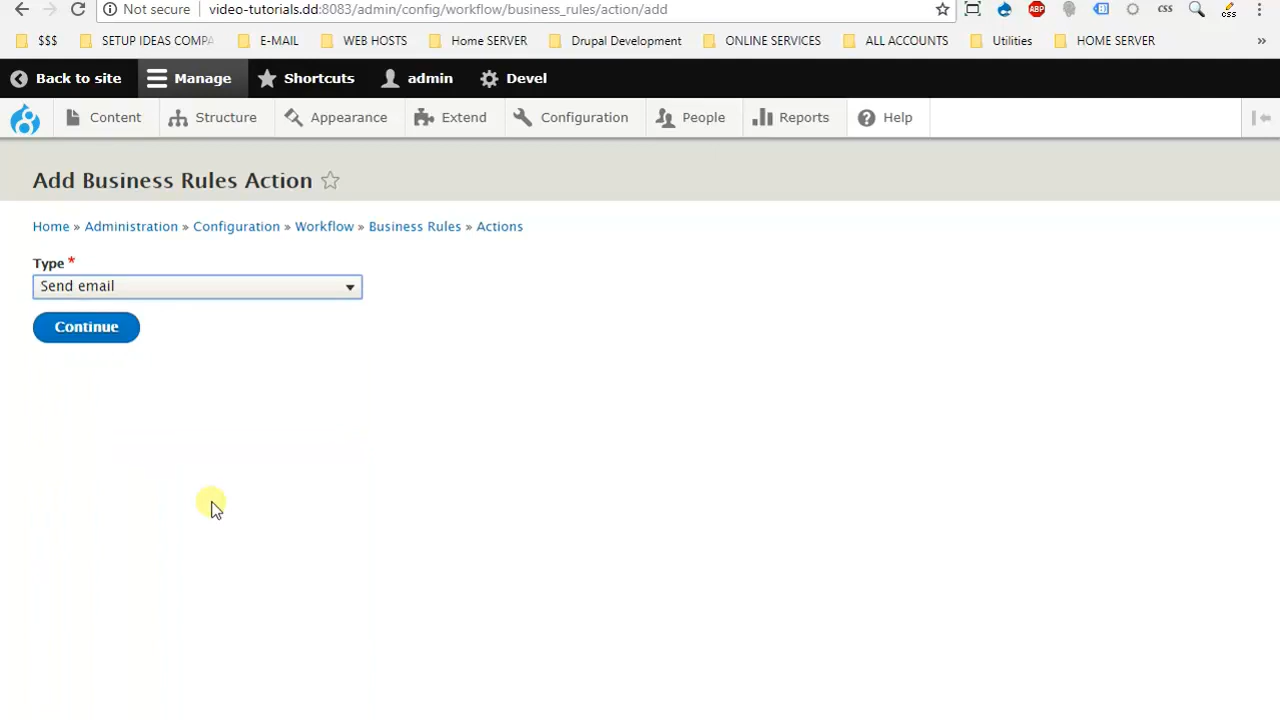 Not secure video-tutorials.dd:8083/admin/config/workflow/business_rules/action/add ABP css css
$$$ SETUP IDEAS COMPA E-MAIL WEB HOSTS Home SERVER Drupal Development ONLINE SERVICES ALL ACCOUNTS Utilities HOME SERVER »
Back to site Manage Shortcuts admin Devel
Content Structure Appearance Extend Configuration People Reports Help
Add Business Rules Action
Home » Administration » Configuration » Workflow » Business Rules » Actions
Type *
Send email
Continue